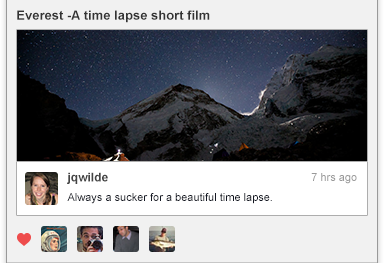 Everest -A time lapse short film
jqwilde 7 hrs ago
Always a sucker for a beautiful time lapse.